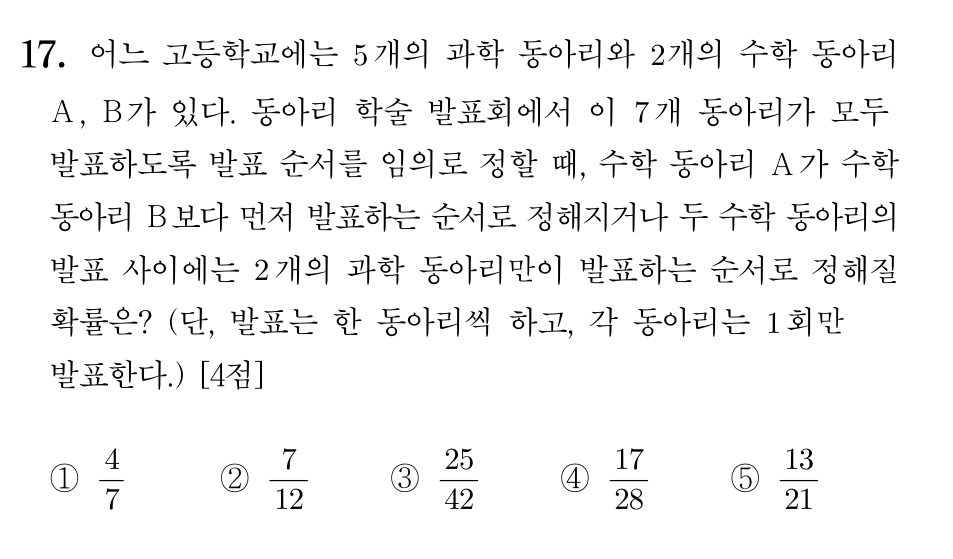 17. 어느 고등학교에는 5개의 과학 동아리와 2개의 수학 동아리
A, B가 있다. 동아리 학술 발표회에서 이 7개 동아리가 모두
발표하도록 발표 순서를 임의로 정할 때, 수학 동아리 A가 수학
동아리 B보다 먼저 발표하는 순서로 정해지거나 두 수학 동아리의
발표 사이에는 2개의 과학 동아리만이 발표하는 순서로 정해질
확률은? (단, 발표는 한 동아리씩 하고, 각 동아리는 1회만
발표한다.) [4점]
① 4/7 ② 7/12 ③ 25/42 ④ 17/28 ⑤ 13/21